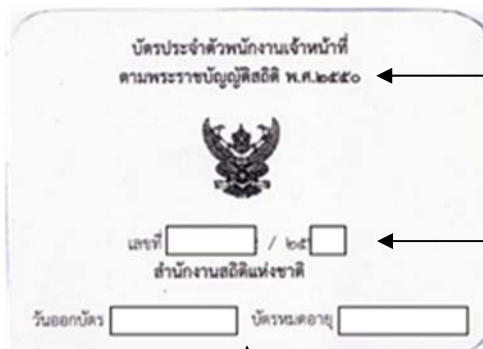 บัตรประจำตัวพนักงานเจ้าหน้าที่
ตามพระราชบัญญัติสถิติ พ.ศ.๒๕๕๐
เลขที่ / ๒๕
สำนักงานสถิติแห่งชาติ
วันออกบัตร บัตรหมดอายุ